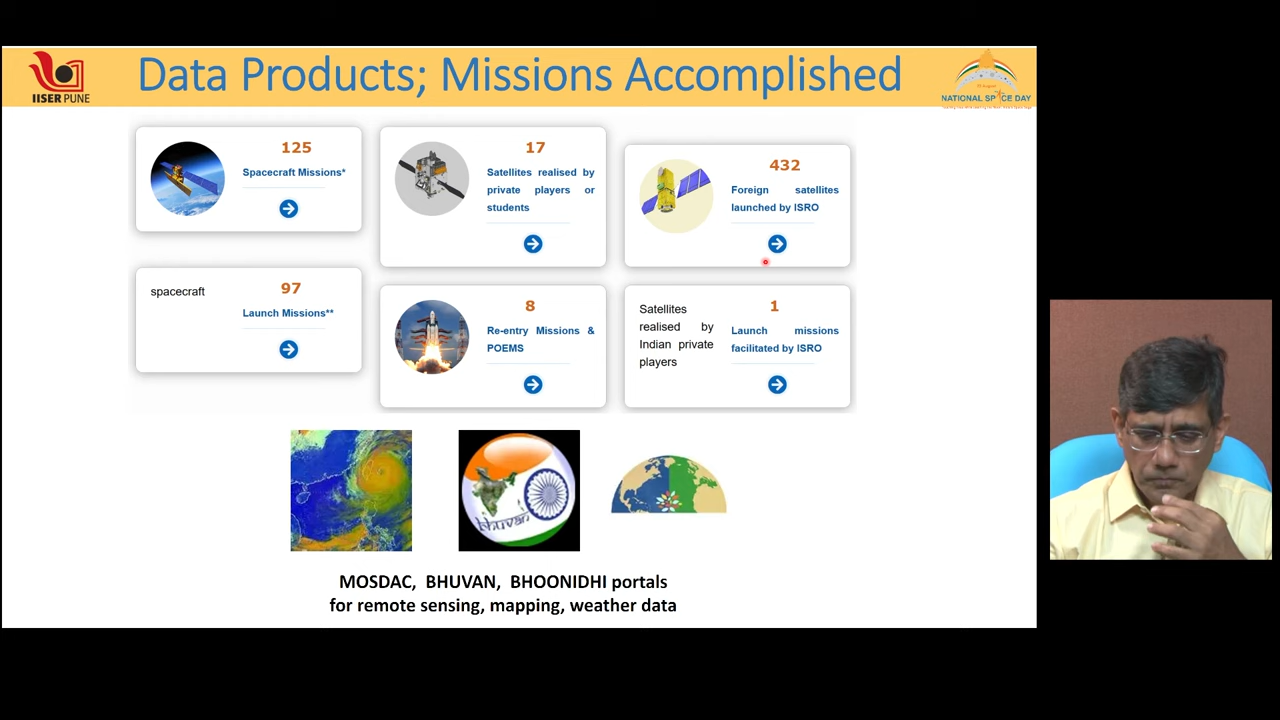 Data Products; Missions Accomplished
IISER PUNE
NATIONAL SPACE DAY
125
Spacecraft Missions*
17
Satellites realised by
private players or
students
432
Foreign satellites
launched by ISRO
spacecraft
97
Launch Missions**
8
Re-entry Missions &
POEMS
Satellites
realised by
Indian private
players
1
Launch missions
facilitated by ISRO
bhuvan
MOSDAC, BHUVAN, BHOONIDHI portals
for remote sensing, mapping, weather data